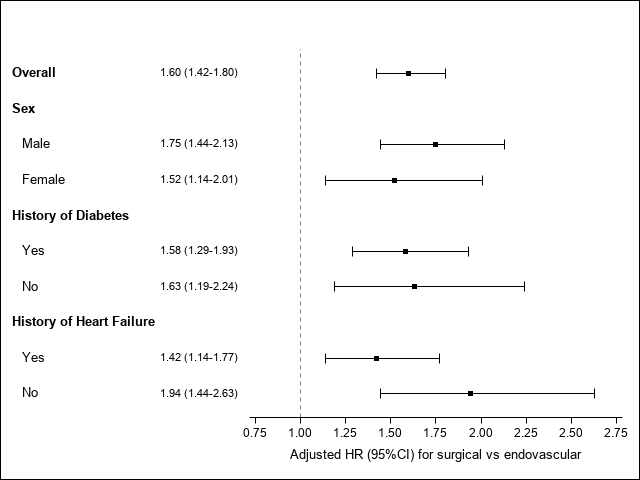 Overall 1.60 (1.42-1.80)
Sex
Male 1.75 (1.44-2.13)
Female 1.52 (1.14-2.01)
History of Diabetes
Yes 1.58 (1.29-1.93)
No 1.63 (1.19-2.24)
History of Heart Failure
Yes 1.42 (1.14-1.77)
No 1.94 (1.44-2.63)
0.75 1.00 1.25 1.50 1.75 2.00 2.25 2.50 2.75
Adjusted HR (95%CI) for surgical vs endovascular